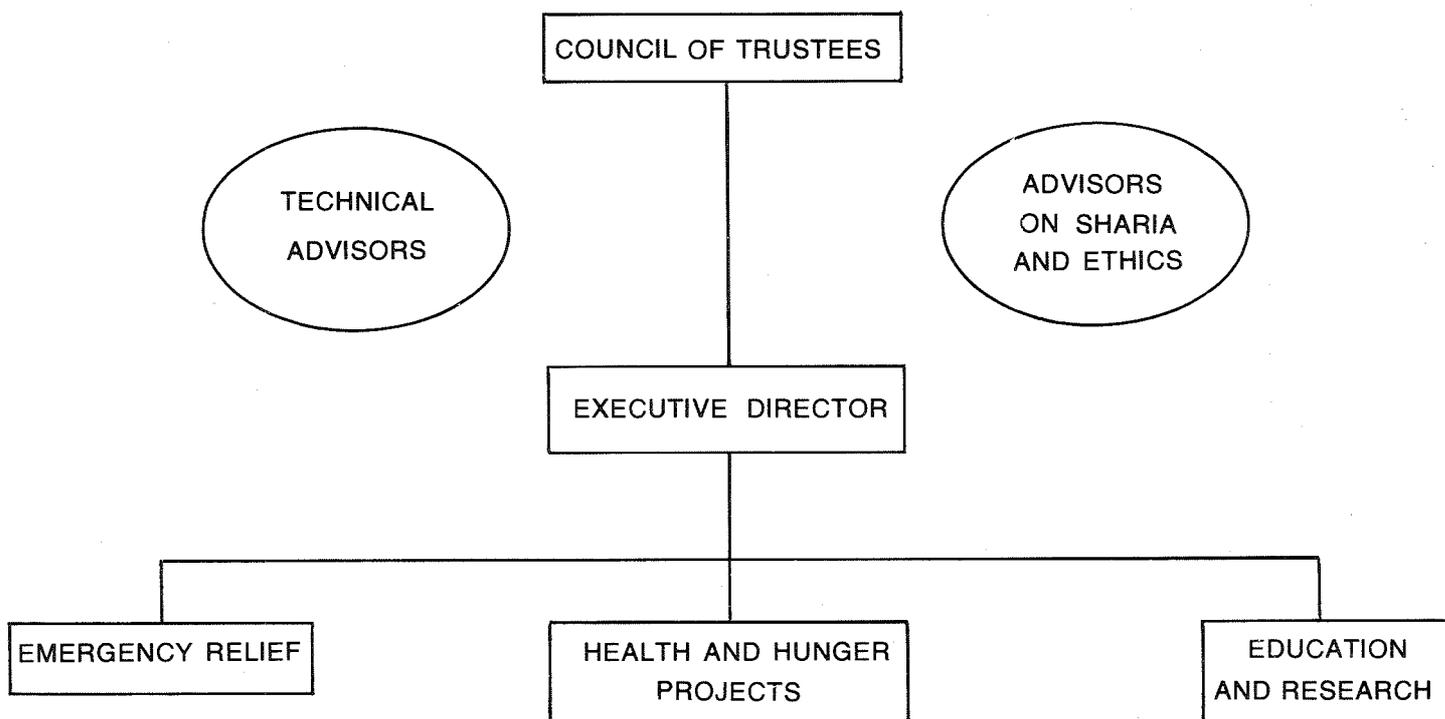 COUNCIL OF TRUSTEES
TECHNICAL
ADVISORS
ADVISORS
ON SHARIA
AND ETHICS
EXECUTIVE DIRECTOR
EMERGENCY RELIEF
HEALTH AND HUNGER
PROJECTS
EDUCATION
AND RESEARCH